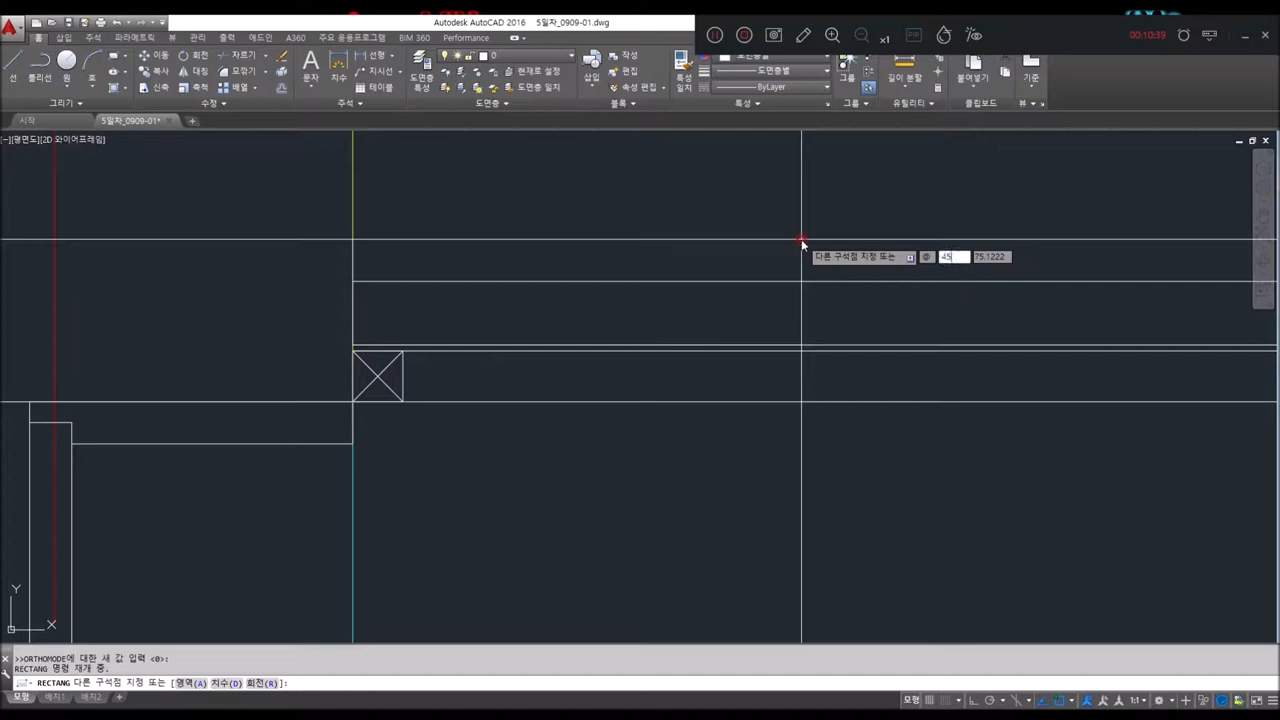 Autodesk AutoCAD 2016 5일차_0909-01.dwg
x1
00:10:39
홈 삽입 주석 파라메트릭 뷰 관리 출력 애드인 A360 주요 응용프로그램 BIM 360 Performance
선 폴리선 원 호
이동 회전 자르기
복사 대칭 모깎기
신축 축척 배열
문자 치수
선형
지시선
테이블
도면층 특성
0
현재로 설정
도면층 일치
삽입
작성
편집
속성 편집
특성 일치
도면층별
ByLayer
그룹
길이 분할
붙여넣기
기준
그리기 수정 주석 도면층 블록 특성 그룹 유틸리티 클립보드 뷰
시작 5일차_0909-01*
[-][평면도][2D 와이어프레임]
다른 구석점 지정 또는 @ 45 75.1222
Y
X
>>ORTHOMODE에 대한 새 값 입력 <0>:
RECTANG 명령 재개 중.
RECTANG 다른 구석점 지정 또는 [영역(A) 치수(D) 회전(R)]:
모형 배치1 배치2 모형 1:1